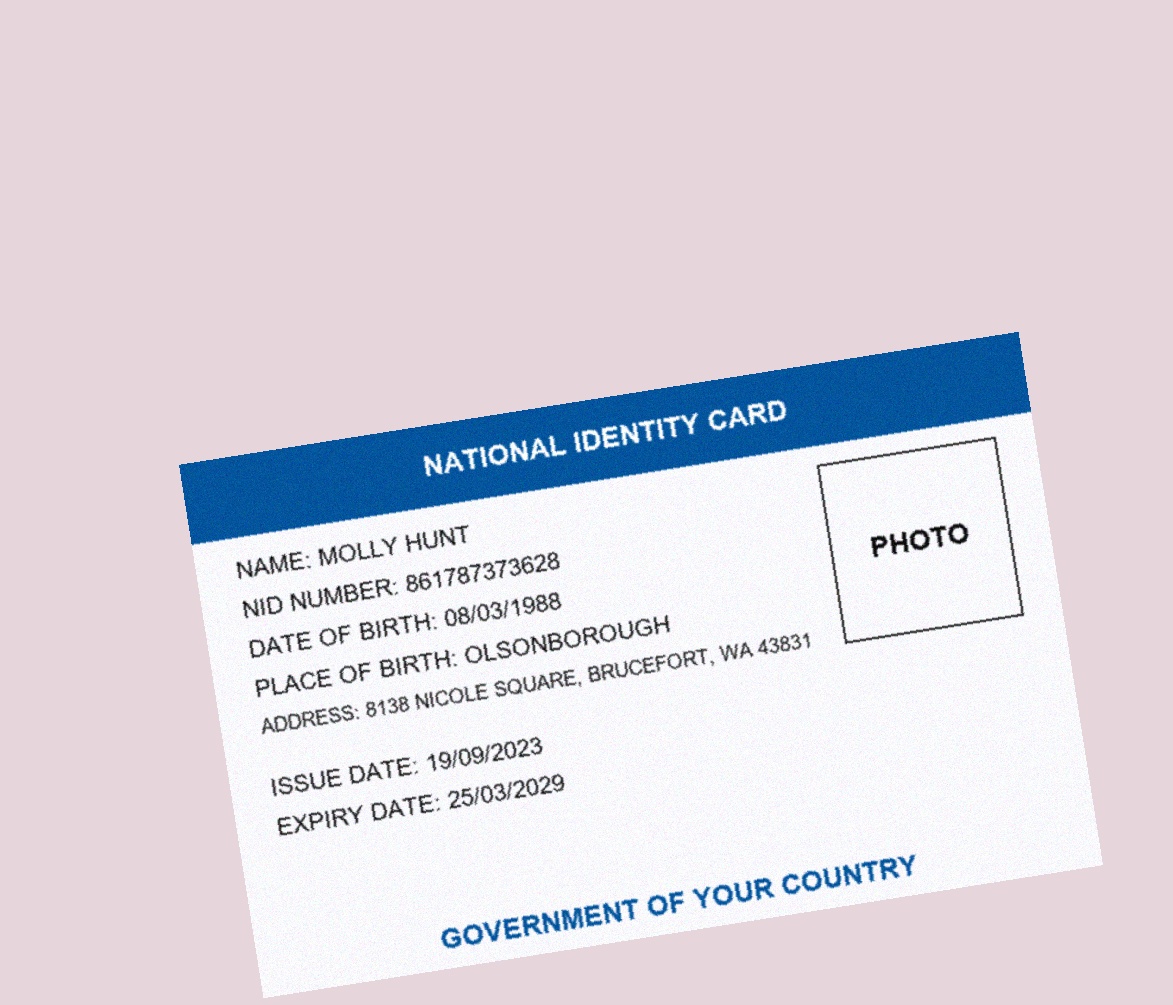 NATIONAL IDENTITY CARD
NAME: MOLLY HUNT
NID NUMBER: 861787373628
DATE OF BIRTH: 08/03/1988
PLACE OF BIRTH: OLSONBOROUGH
ADDRESS: 8138 NICOLE SQUARE, BRUCEFORT, WA 43831
ISSUE DATE: 19/09/2023
EXPIRY DATE: 25/03/2029
PHOTO
GOVERNMENT OF YOUR COUNTRY